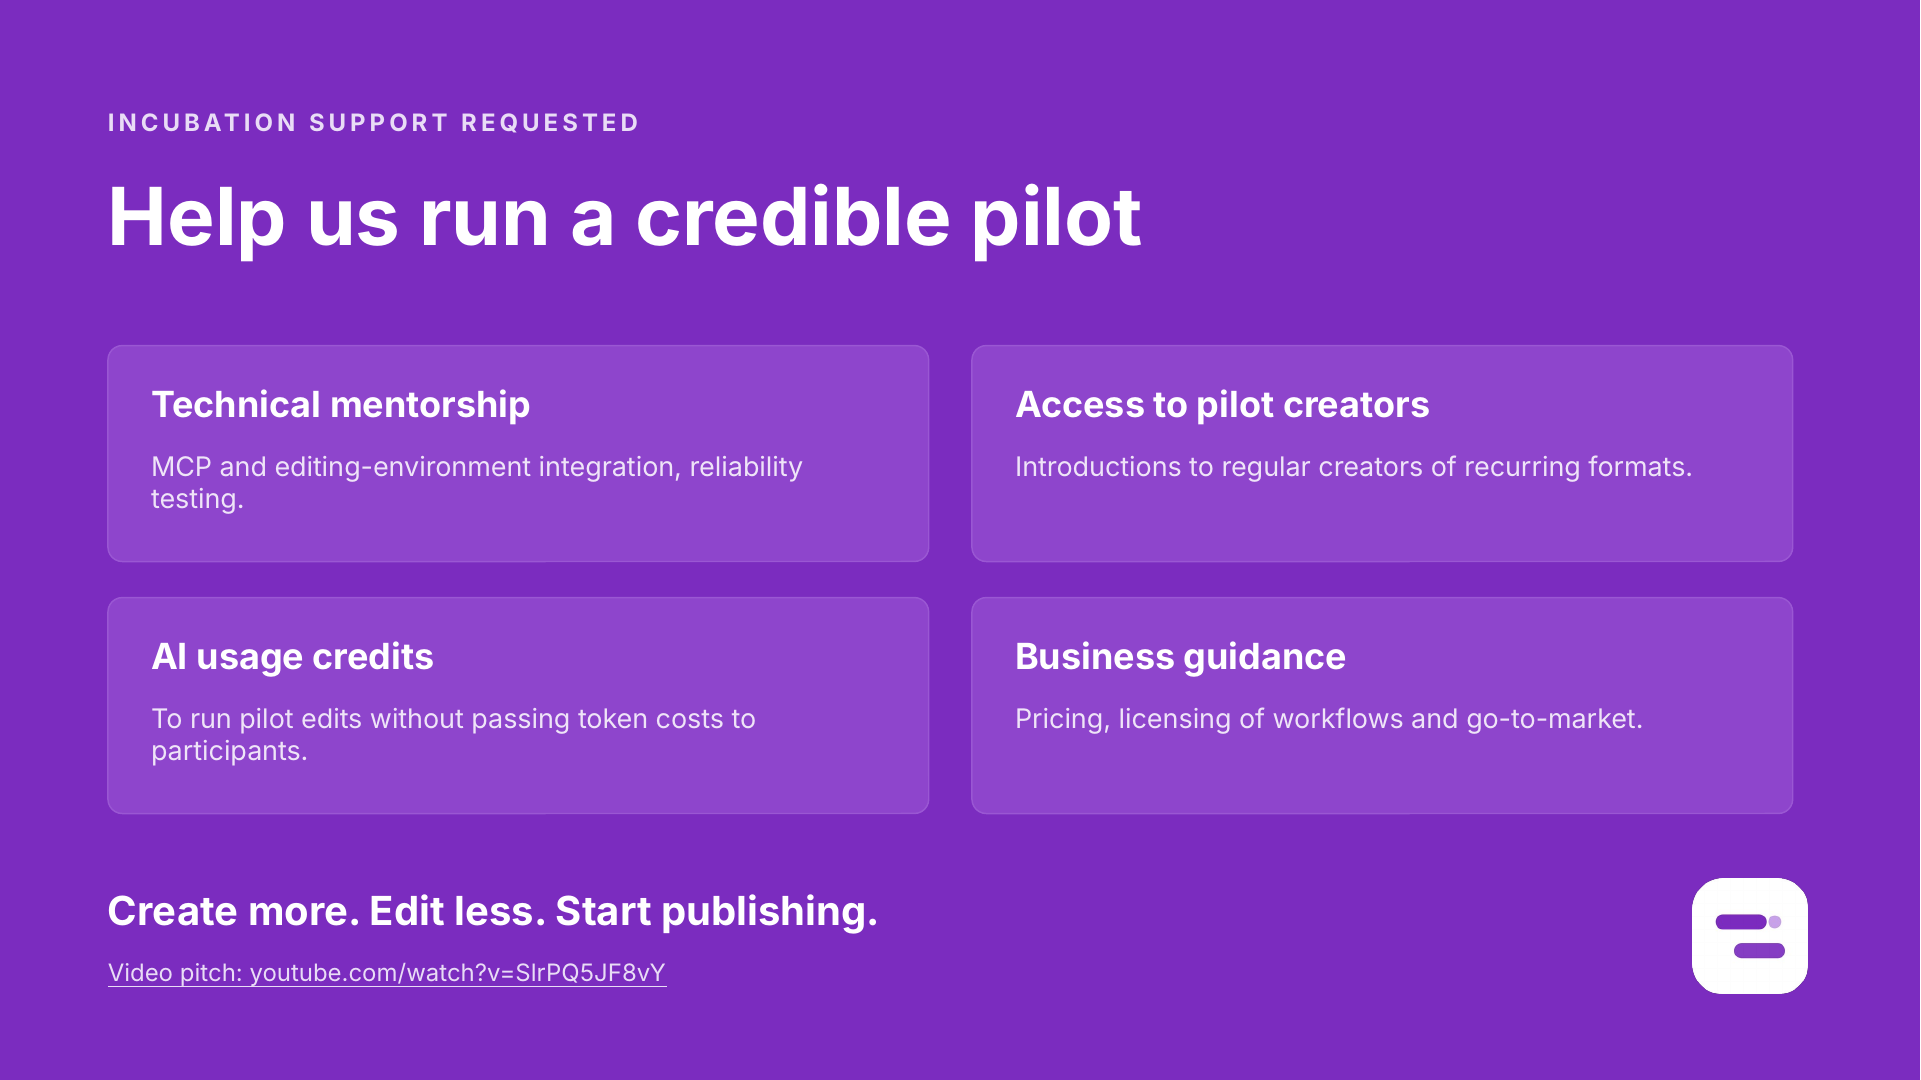 INCUBATION SUPPORT REQUESTED
Help us run a credible pilot
Technical mentorship
MCP and editing-environment integration, reliability
testing.
Access to pilot creators
Introductions to regular creators of recurring formats.
AI usage credits
To run pilot edits without passing token costs to
participants.
Business guidance
Pricing, licensing of workflows and go-to-market.
Create more. Edit less. Start publishing.
Video pitch: youtube.com/watch?v=SlrPQ5JF8vY